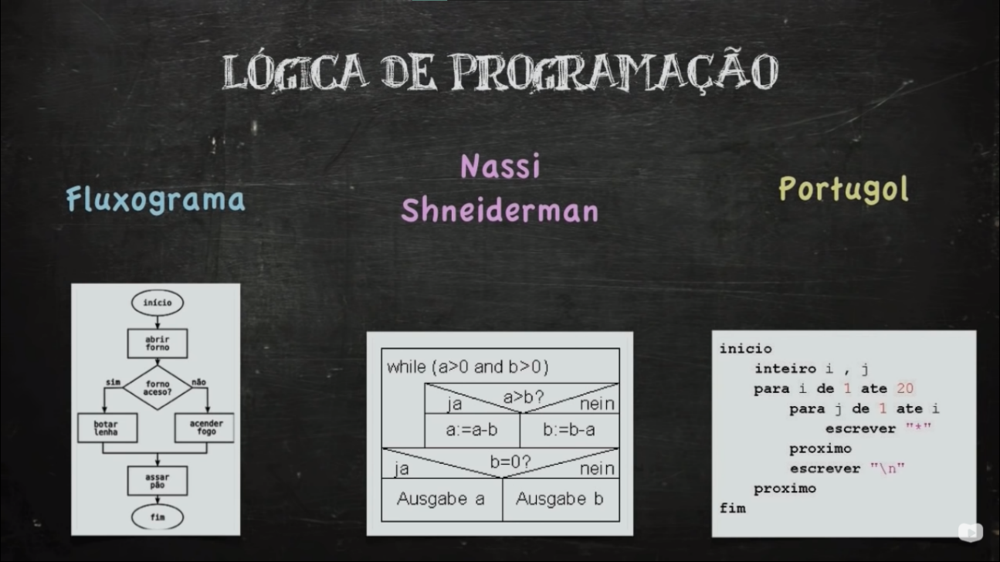 LÓGICA DE PROGRAMAÇÃO
Fluxograma
início
abrir
forno
forno
aceso?
sim
não
botar
lenha
acender
fogo
assar
pão
fim
Nassi
Shneiderman
while (a>0 and b>0)
a>b?
ja
nein
a:=a-b
b:=b-a
b=0?
ja
nein
Ausgabe a
Ausgabe b
Portugol
inicio
inteiro i , j
para i de 1 ate 20
para j de 1 ate i
escrever "*"
proximo
escrever "\n"
proximo
fim